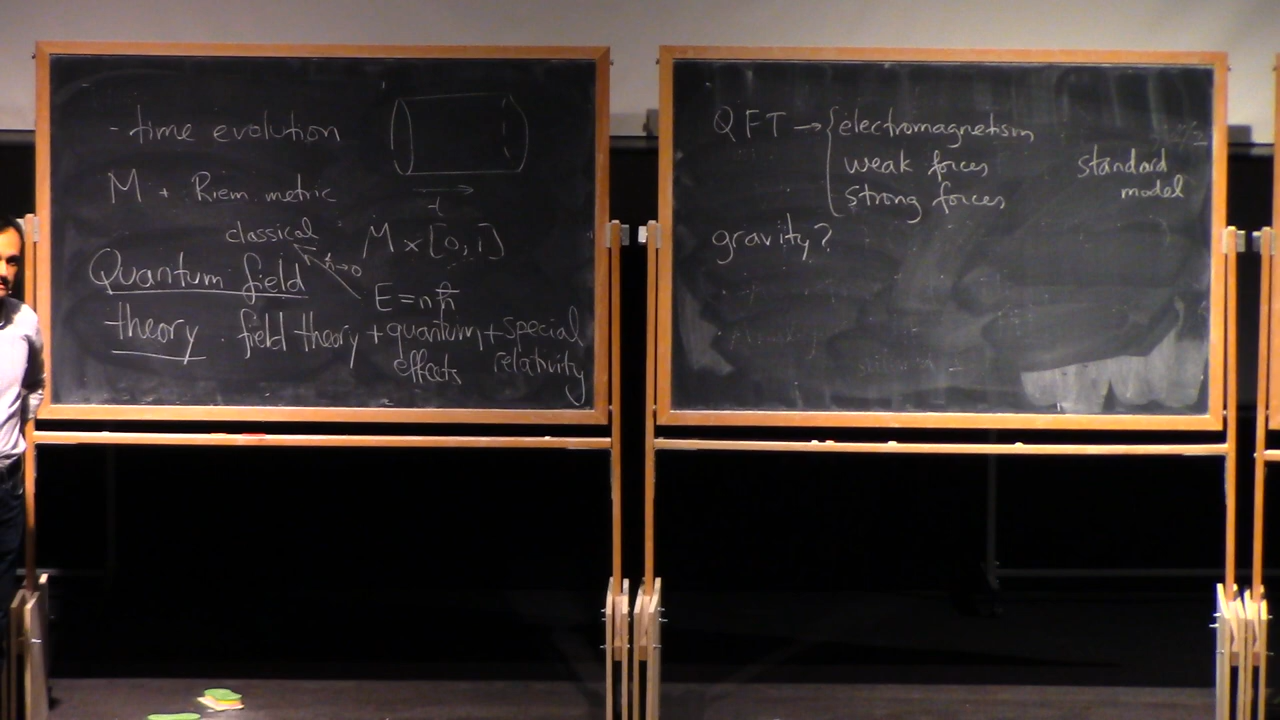 - time evolution
M + Riem. metric
t
M × [0, 1]
classical
ħ→0
Quantum field
theory
E = nħ
field theory + quantum effects + special relativity
QFT → { electromagnetism
weak forces
strong forces
standard
model
gravity?